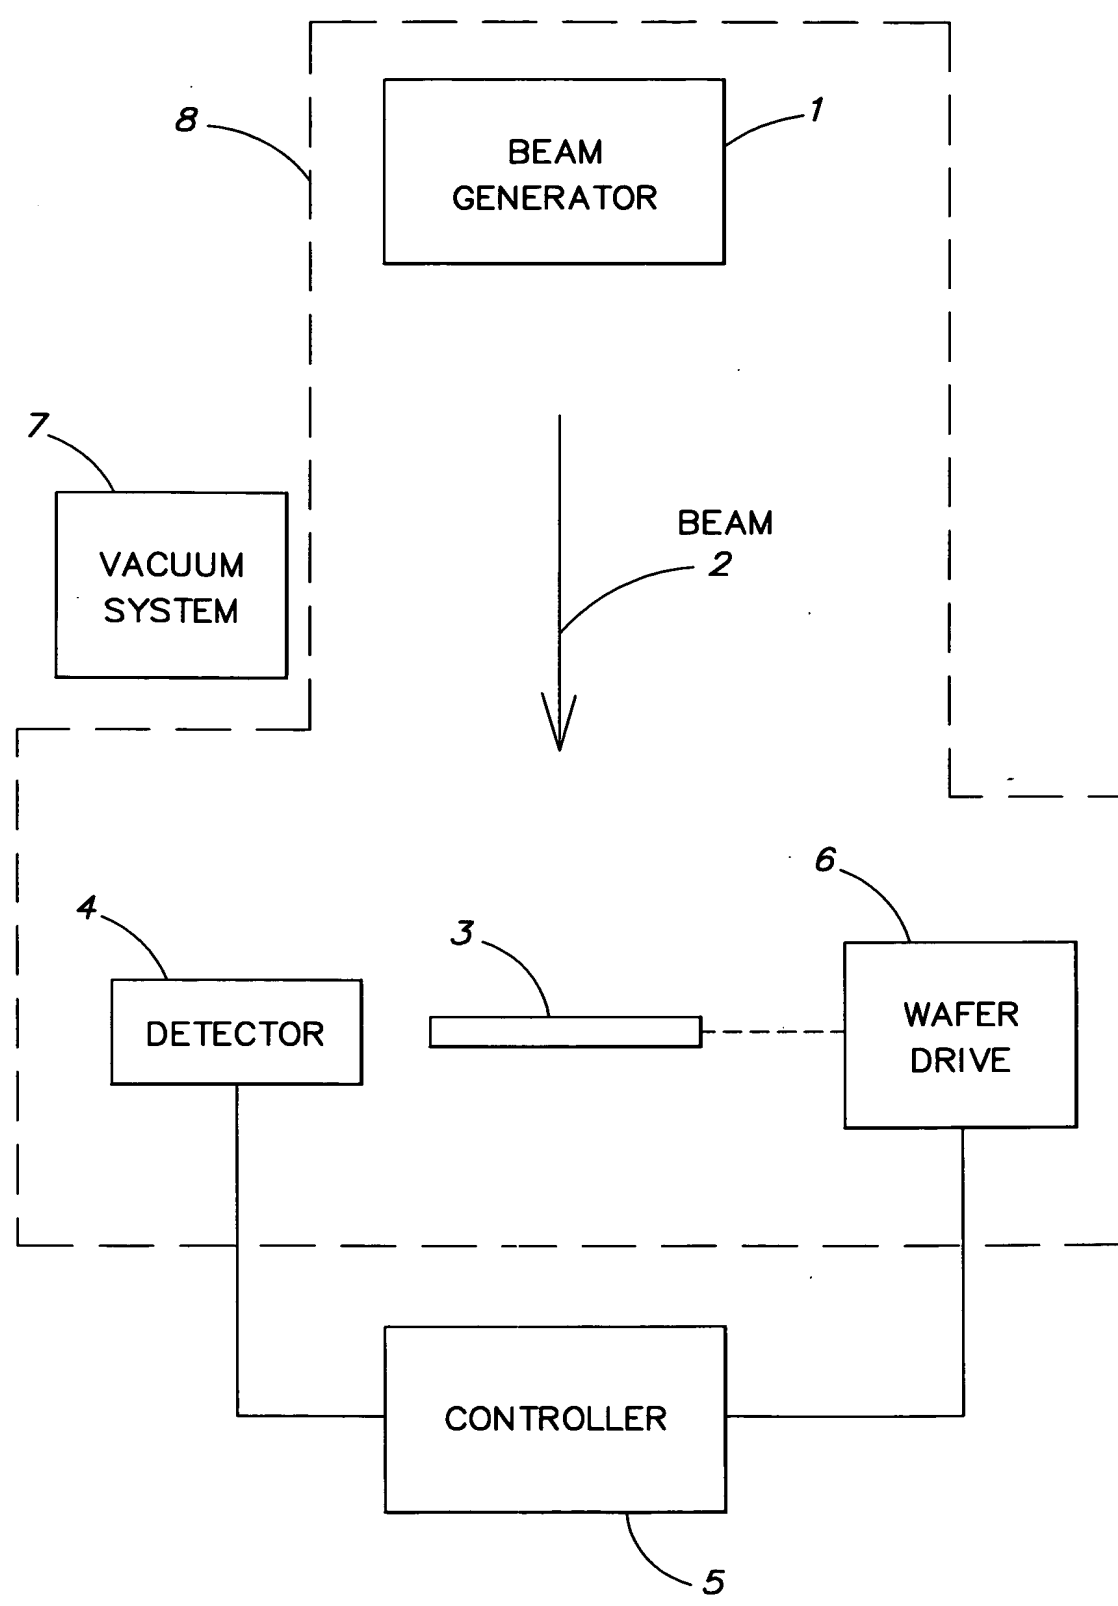 8
1
BEAM
GENERATOR
7
VACUUM
SYSTEM
BEAM
2
4
3
6
DETECTOR
WAFER
DRIVE
CONTROLLER
5